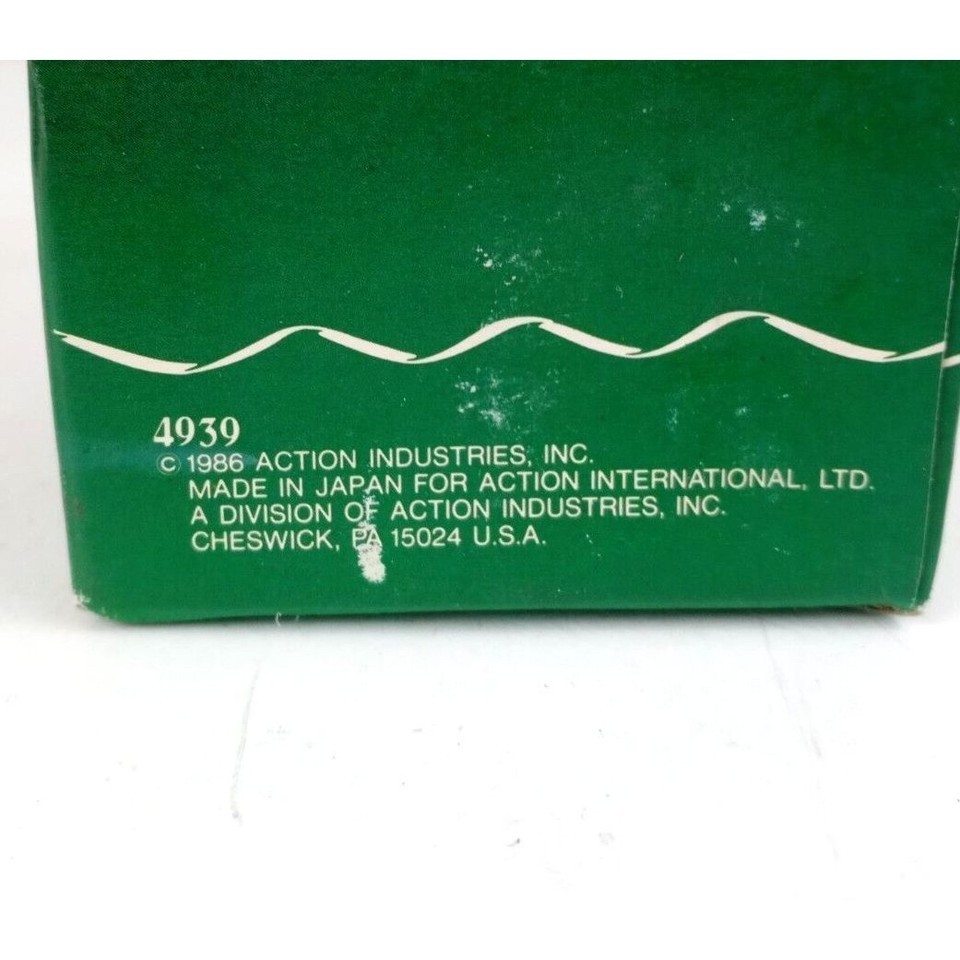 4939
© 1986 ACTION INDUSTRIES, INC.
MADE IN JAPAN FOR ACTION INTERNATIONAL, LTD.
A DIVISION OF ACTION INDUSTRIES, INC.
CHESWICK, PA 15024 U.S.A.